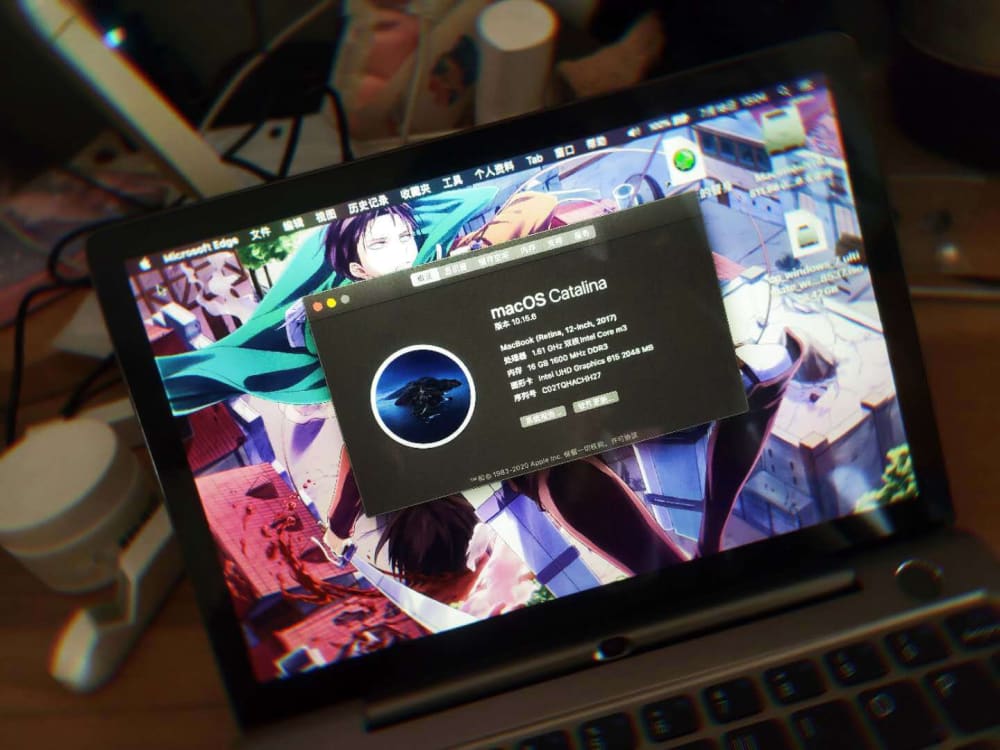 Microsoft Edge 文件 编辑 视图 历史记录 收藏夹 工具 个人资料 Tab 窗口 帮助
概览 显示器 储存空间 内存 支持 服务
macOS Catalina
版本 10.15.6
MacBook (Retina, 12-inch, 2017)
处理器 1.61 GHz 双核Intel Core m3
内存 16 GB 1600 MHz DDR3
图形卡 Intel UHD Graphics 615 2048 MB
序列号 C02TQHACHH27
系统报告... 软件更新...
™和© 1983-2020 Apple Inc. 保留一切权利。许可协议